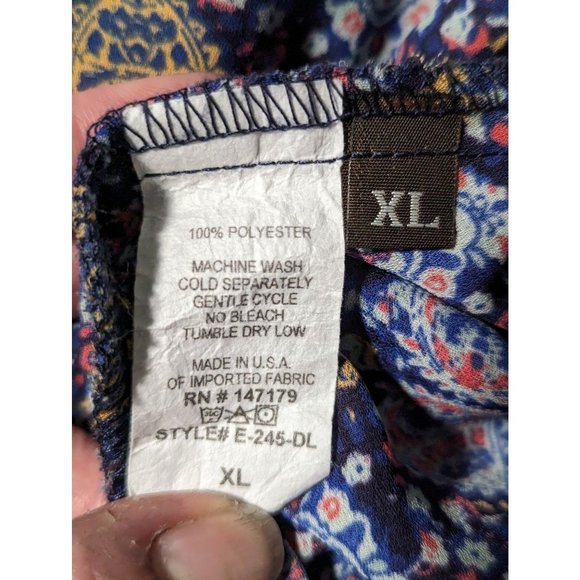 XL
100% POLYESTER
MACHINE WASH
COLD SEPARATELY
GENTLE CYCLE
NO BLEACH
TUMBLE DRY LOW
MADE IN U.S.A.
OF IMPORTED FABRIC
RN # 147179
STYLE# E-245-DL
XL